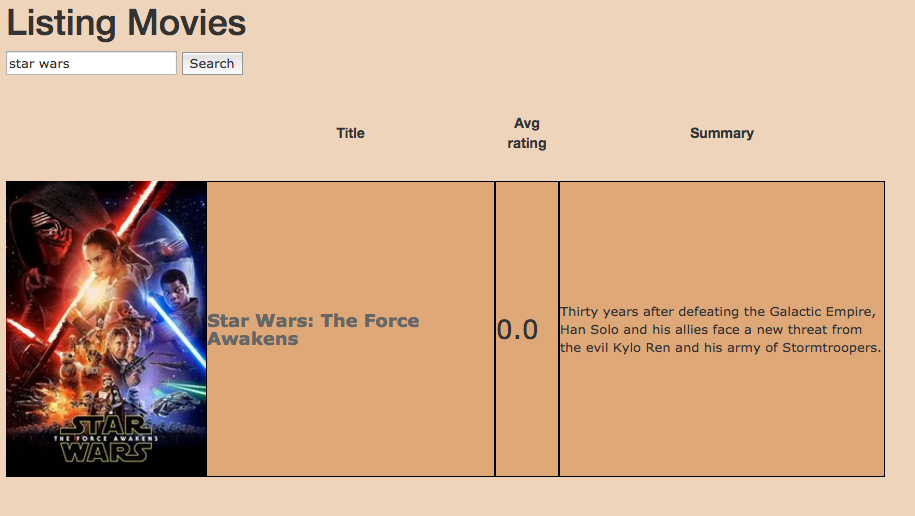 Listing Movies
star wars
Search
Title
Avg
rating
Summary
STAR
THE FORCE AWAKENS
WARS
Star Wars: The Force
Awakens
0.0
Thirty years after defeating the Galactic Empire,
Han Solo and his allies face a new threat from
the evil Kylo Ren and his army of Stormtroopers.